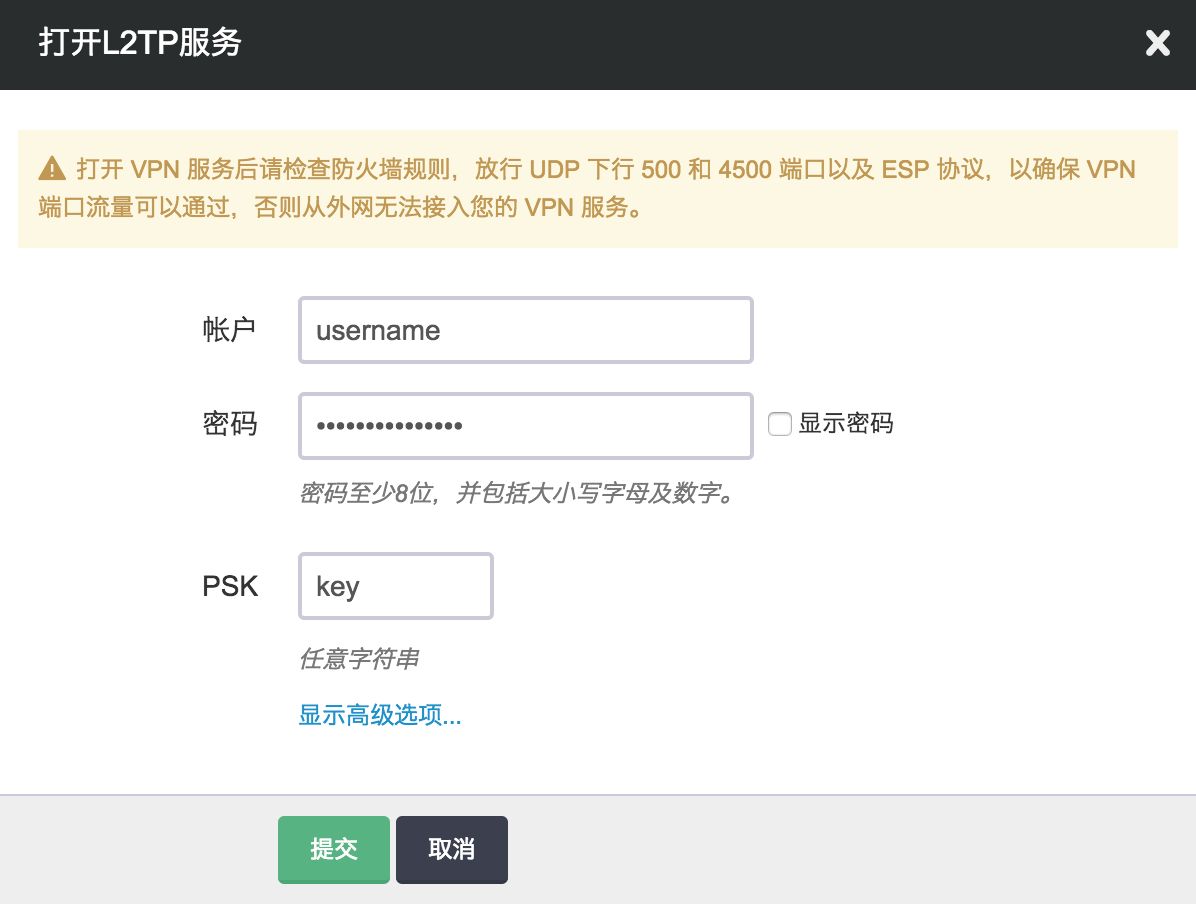 打开L2TP服务
打开 VPN 服务后请检查防火墙规则，放行 UDP 下行 500 和 4500 端口以及 ESP 协议，以确保 VPN
端口流量可以通过，否则从外网无法接入您的 VPN 服务。
帐户 username
密码 ••••••••••••••• 显示密码
密码至少8位，并包括大小写字母及数字。
PSK key
任意字符串
显示高级选项...
提交 取消